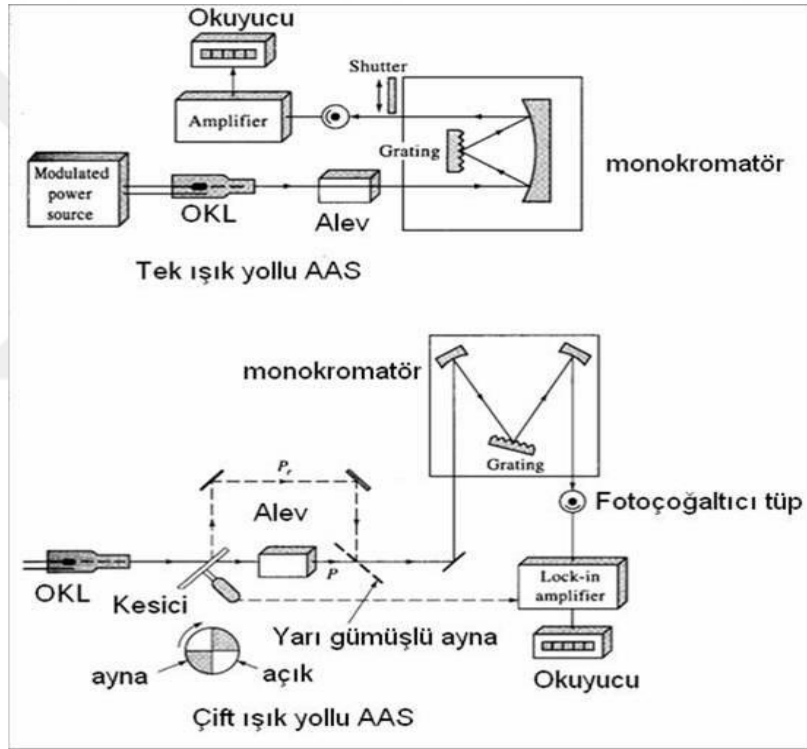 Okuyucu
Shutter
Amplifier
Grating
monokromatör
Modulated
power
source
OKL
Alev
Tek ışık yollu AAS
monokromatör
Grating
Pr
Alev
Fotoçoğaltıcı tüp
P
OKL
Kesici
Lock-in
amplifier
Yarı gümüşlü ayna
ayna
açık
Okuyucu
Çift ışık yollu AAS